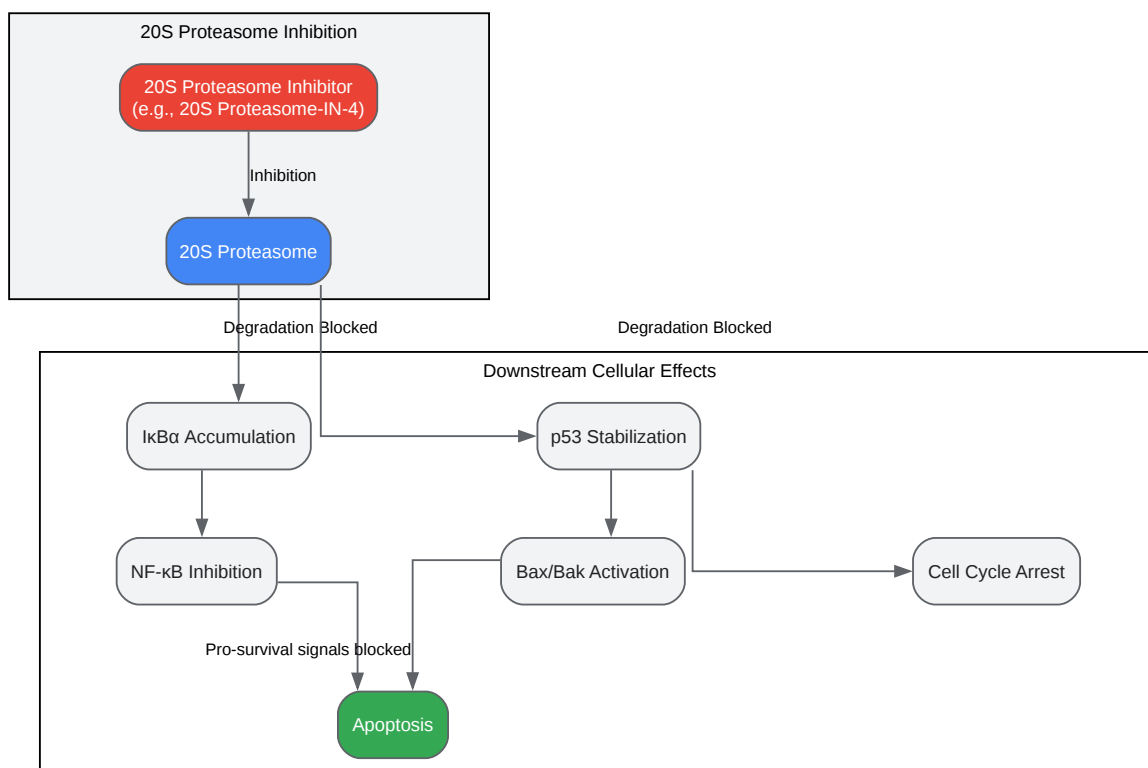 20S Proteasome Inhibition
20S Proteasome Inhibitor
(e.g., 20S Proteasome-IN-4)
Inhibition
20S Proteasome
Degradation Blocked
Degradation Blocked
Downstream Cellular Effects
IκBα Accumulation
p53 Stabilization
NF-κB Inhibition
Bax/Bak Activation
Cell Cycle Arrest
Pro-survival signals blocked
Apoptosis